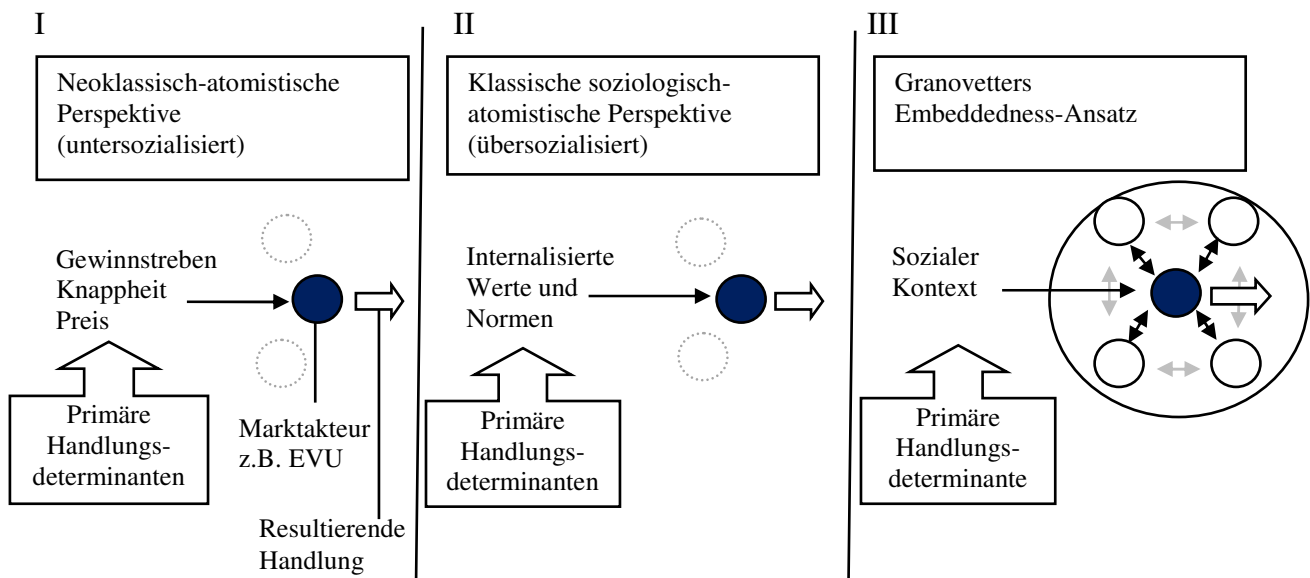 I
Neoklassisch-atomistische
Perspektive
(untersozialisiert)
Gewinnstreben
Knappheit
Preis
Primäre
Handlungs-
determinanten
Marktakteur
z.B. EVU
Resultierende
Handlung
II
Klassische soziologisch-
atomistische Perspektive
(übersozialisiert)
Internalisierte
Werte und
Normen
Primäre
Handlungs-
determinanten
III
Granovetters
Embeddedness-Ansatz
Sozialer
Kontext
Primäre
Handlungs-
determinante